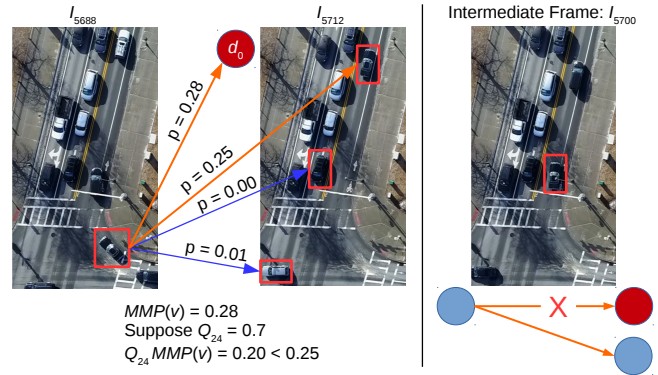 I5688
I5712
Intermediate Frame: I5700
d0
p = 0.28
p = 0.25
p = 0.00
p = 0.01
MMP(v) = 0.28
Suppose Q24 = 0.7
Q24 MMP(v) = 0.20 < 0.25
X